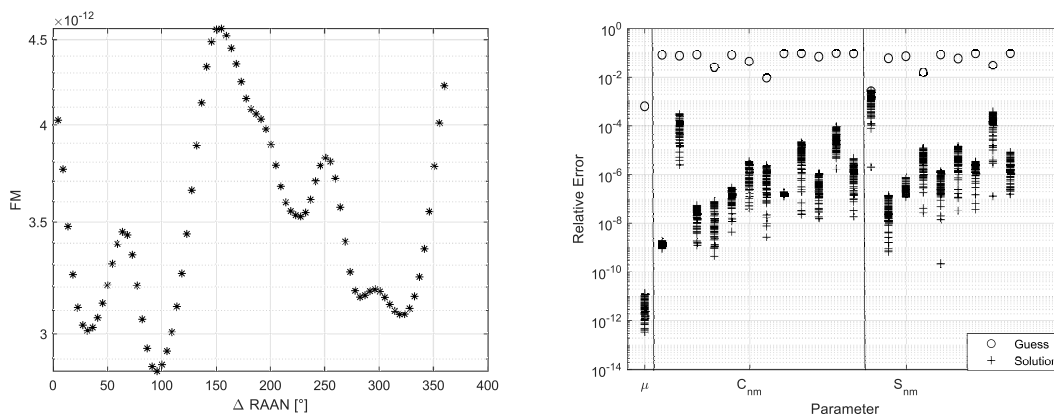 ×10⁻¹²
4.5
4
3.5
3
FM
0 50 100 150 200 250 300 350 400
Δ RAAN [°]
10⁰
10⁻²
10⁻⁴
10⁻⁶
10⁻⁸
10⁻¹⁰
10⁻¹²
10⁻¹⁴
Relative Error
μ C_nm S_nm
Parameter
Guess
Solution